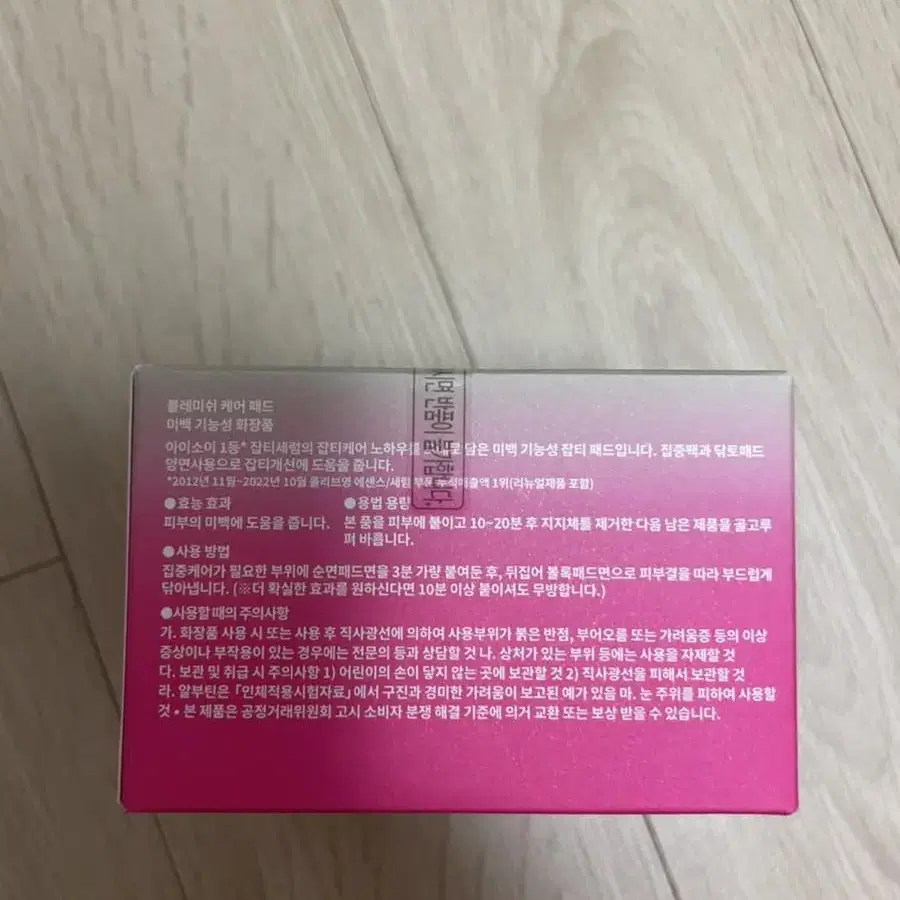 블레미쉬 케어 패드
미백 기능성 화장품
아이소이 1등* 잡티세럼의 잡티케어 노하우를 담은 미백 기능성 잡티 패드입니다. 집중팩과 닦토패드
양면사용으로 잡티개선에 도움을 줍니다.
*2012년 11월~2022년 10월 올리브영 에센스/세럼 부문 누적매출액 1위(리뉴얼제품 포함)
●효능 효과
피부의 미백에 도움을 줍니다.
●용법 용량
본 품을 피부에 붙이고 10~20분 후 지지체를 제거한 다음 남은 제품을 골고루
펴 바릅니다.
●사용 방법
집중케어가 필요한 부위에 순면패드면을 3분 가량 붙여둔 후, 뒤집어 볼록패드면으로 피부결을 따라 부드럽게
닦아냅니다. (※더 확실한 효과를 원하신다면 10분 이상 붙이셔도 무방합니다.)
●사용할 때의 주의사항
가. 화장품 사용 시 또는 사용 후 직사광선에 의하여 사용부위가 붉은 반점, 부어오름 또는 가려움증 등의 이상
증상이나 부작용이 있는 경우에는 전문의 등과 상담할 것 나. 상처가 있는 부위 등에는 사용을 자제할 것
다. 보관 및 취급 시 주의사항 1) 어린이의 손이 닿지 않는 곳에 보관할 것 2) 직사광선을 피해서 보관할 것
라. 알부틴은 「인체적용시험자료」에서 구진과 경미한 가려움이 보고된 예가 있음 마. 눈 주위를 피하여 사용할
것 • 본 제품은 공정거래위원회 고시 소비자 분쟁 해결 기준에 의거 교환 또는 보상 받을 수 있습니다.